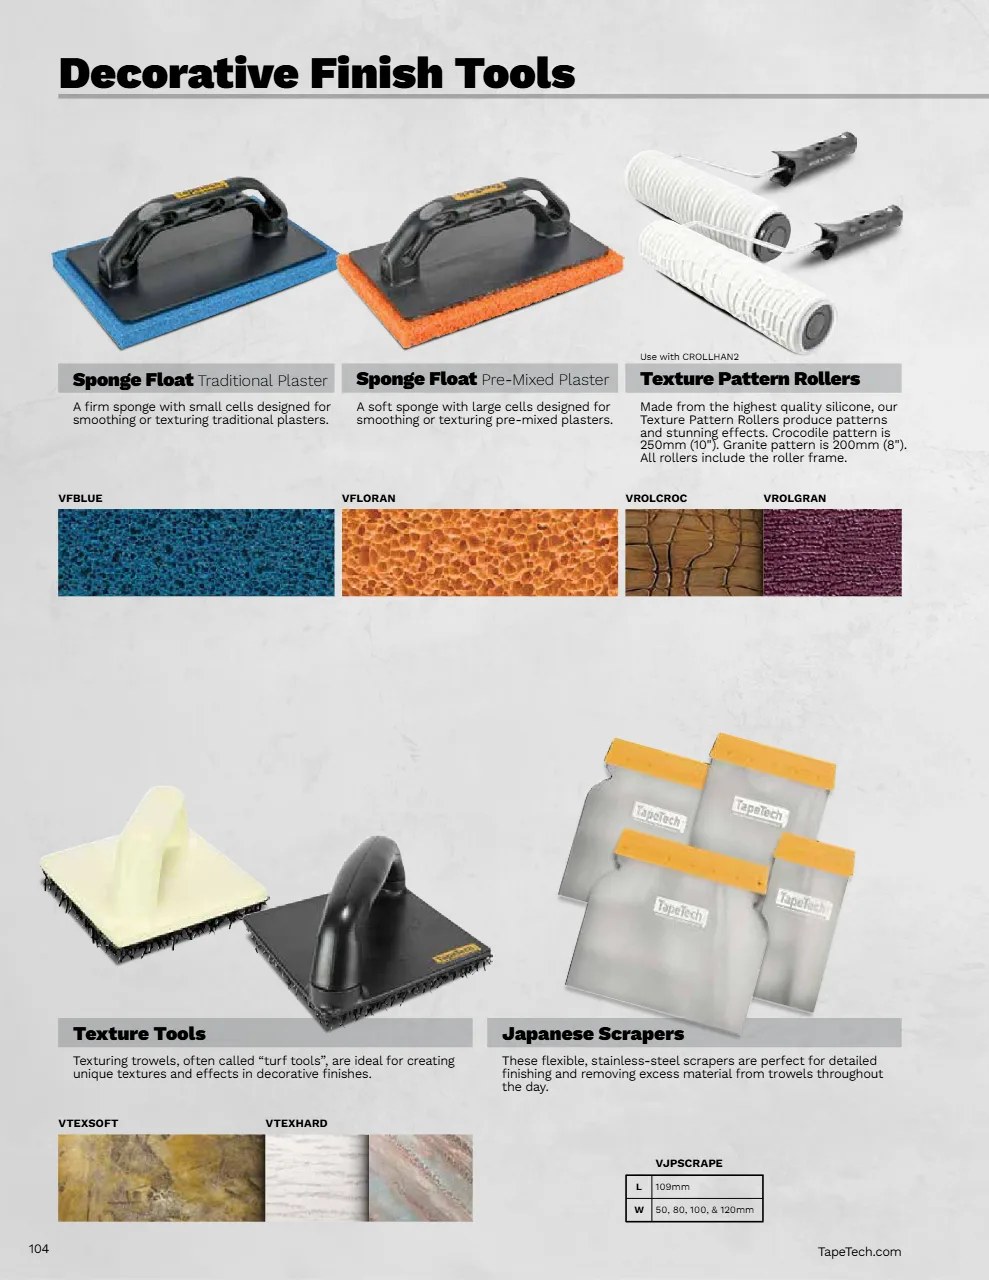 Decorative Finish Tools
Use with CROLLHAN2
Sponge Float Traditional Plaster
A firm sponge with small cells designed for
smoothing or texturing traditional plasters.
Sponge Float Pre-Mixed Plaster
A soft sponge with large cells designed for
smoothing or texturing pre-mixed plasters.
Texture Pattern Rollers
Made from the highest quality silicone, our
Texture Pattern Rollers produce patterns
and stunning effects. Crocodile pattern is
250mm (10"). Granite pattern is 200mm (8").
All rollers include the roller frame.
VFBLUE
VFLORAN
VROLCROC
VROLGRAN
TapeTech
TapeTech
TapeTech
TapeTech
TapeTech
Texture Tools
Texturing trowels, often called “turf tools”, are ideal for creating
unique textures and effects in decorative finishes.
Japanese Scrapers
These flexible, stainless-steel scrapers are perfect for detailed
finishing and removing excess material from trowels throughout
the day.
VTEXSOFT
VTEXHARD
VJPSCRAPE
L 109mm
W 50, 80, 100, & 120mm
104
TapeTech.com